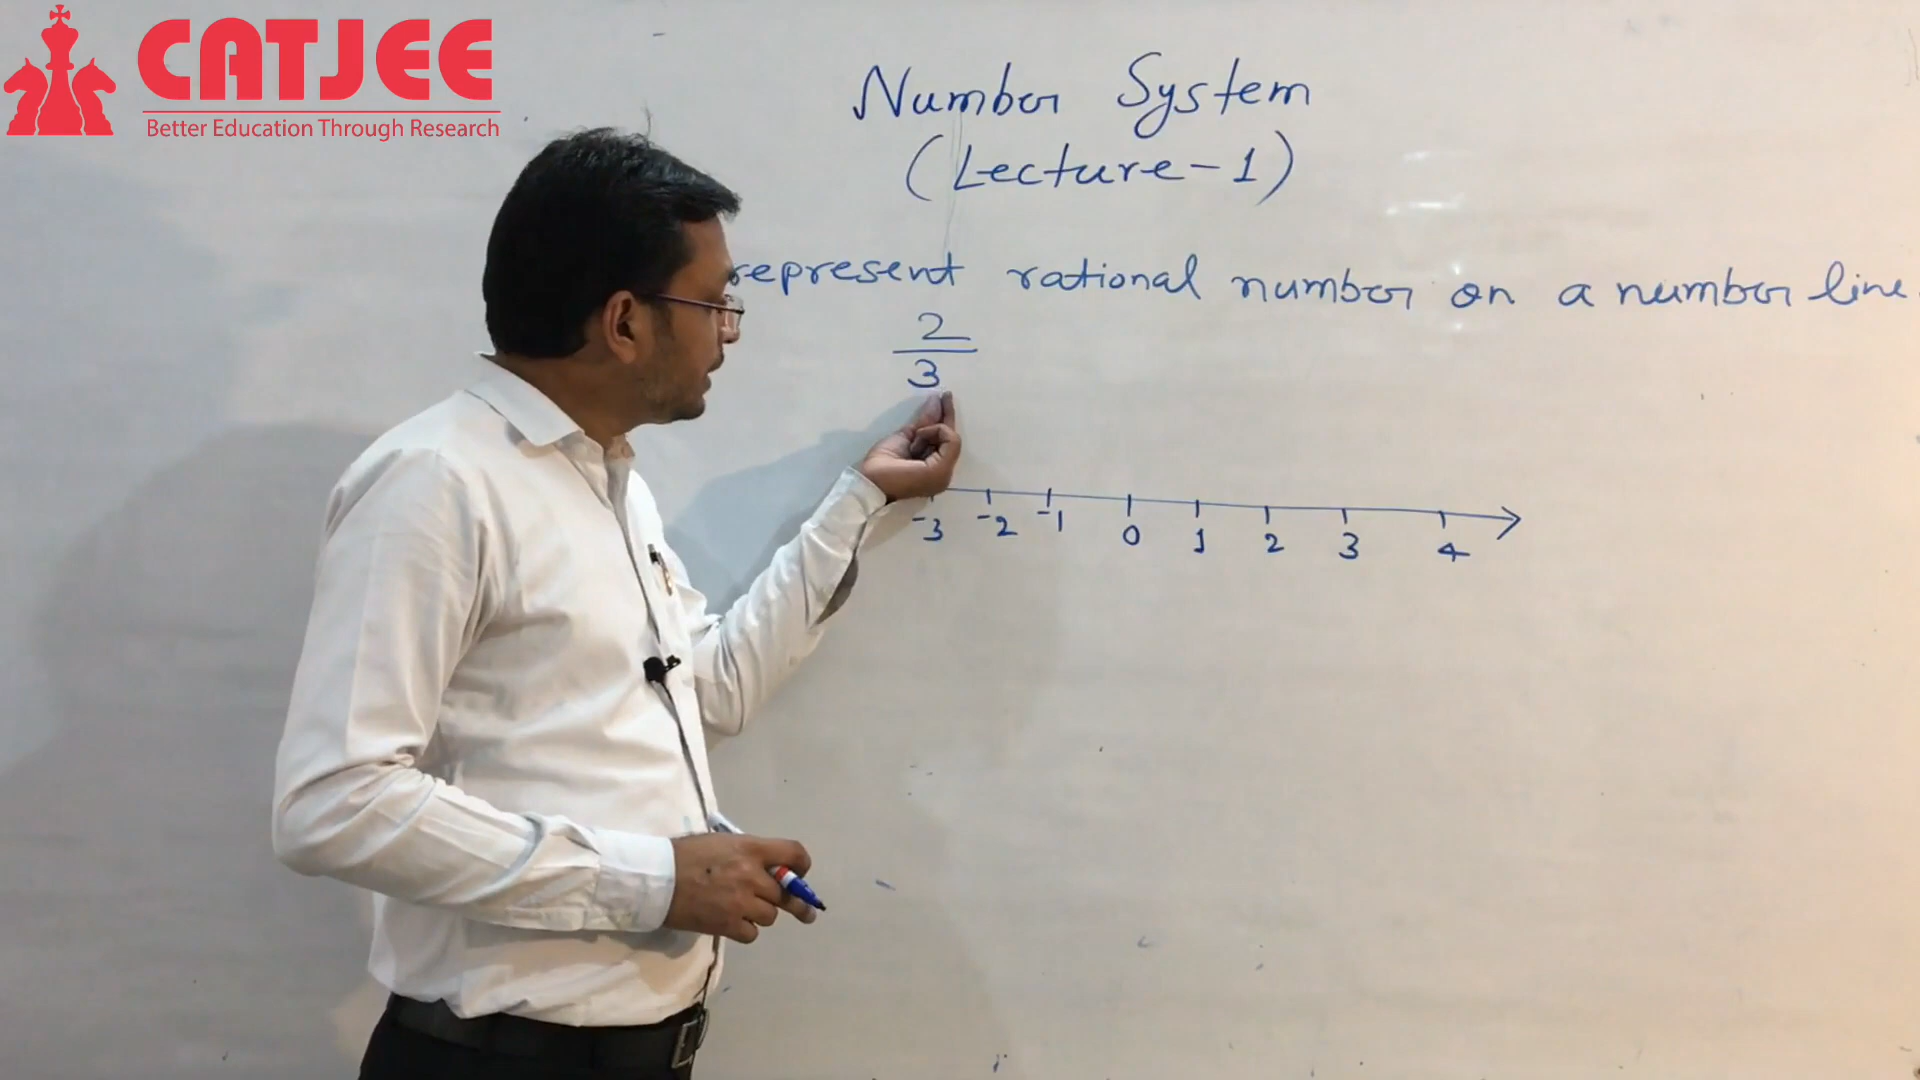 CATJEE
Better Education Through Research
Number System
(Lecture-1)
represent rational number on a number line.
2
3
-3 -2 -1 0 1 2 3 4